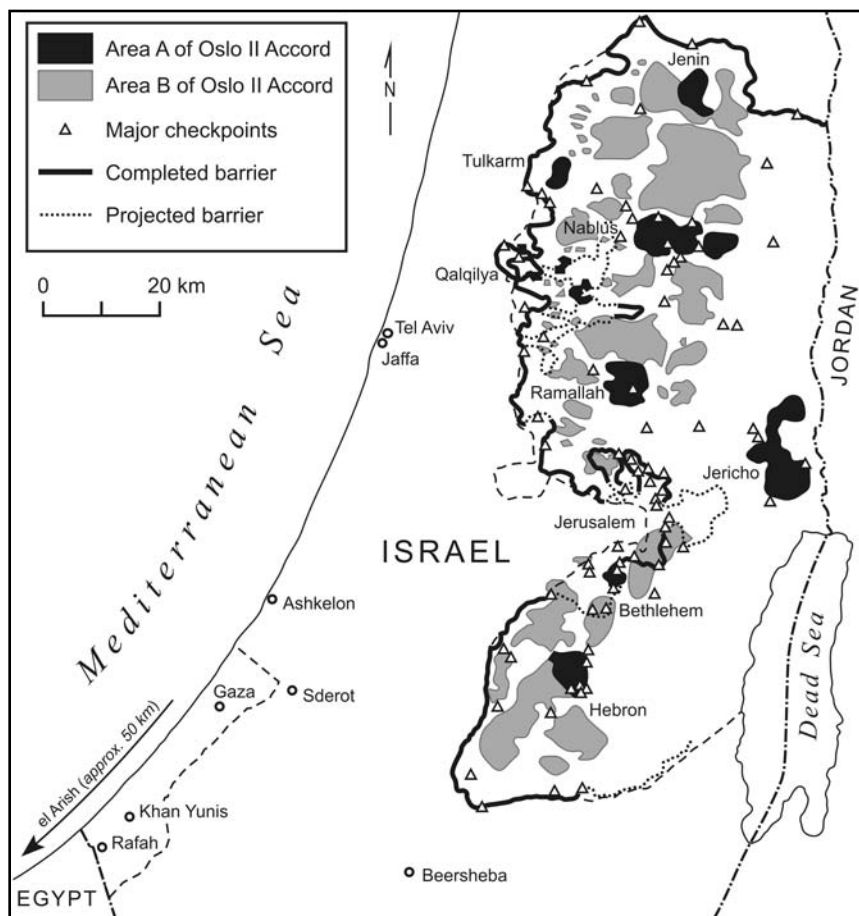 Area A of Oslo II Accord
Area B of Oslo II Accord
Major checkpoints
Completed barrier
Projected barrier
N
0 20 km
Jenin
Tulkarm
Nablus
Qalqilya
Tel Aviv
Jaffa
Ramallah
JORDAN
Jericho
Jerusalem
ISRAEL
Mediterranean Sea
Ashkelon
Bethlehem
Dead Sea
Gaza
Sderot
Hebron
el Arish (approx. 50 km)
Khan Yunis
Rafah
EGYPT
Beersheba